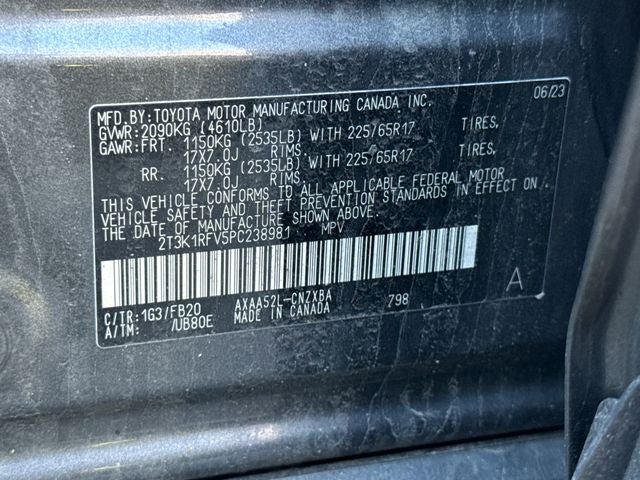 MFD.BY:TOYOTA MOTOR MANUFACTURING CANADA INC. 06/23
GVWR:2090KG (4610LB)
GAWR:FRT. 1150KG (2535LB) WITH 225/65R17 TIRES,
17X7.0J RIMS
RR. 1150KG (2535LB) WITH 225/65R17 TIRES,
17X7.0J RIMS
THIS VEHICLE CONFORMS TO ALL APPLICABLE FEDERAL MOTOR
VEHICLE SAFETY AND THEFT PREVENTION STANDARDS IN EFFECT ON
THE DATE OF MANUFACTURE SHOWN ABOVE.
2T3K1RFV5PC238981 MPV
A
C/TR:1G3/FB20 AXAA52L-CNZXBA 798
A/TM: /UB80E MADE IN CANADA